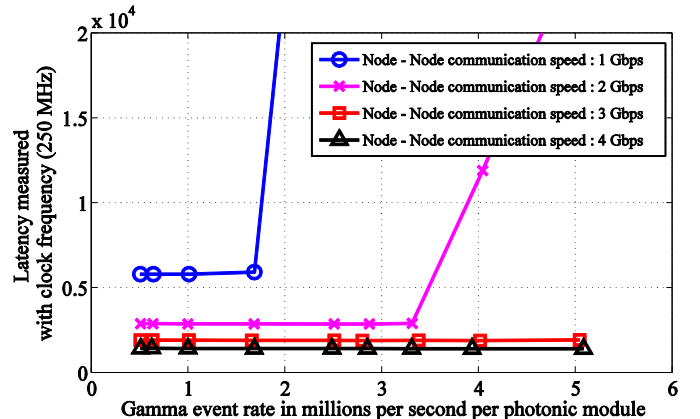 x 10⁴
2
1.5
1
0.5
0
Latency measured
with clock frequency (250 MHz)
Node - Node communication speed : 1 Gbps
Node - Node communication speed : 2 Gbps
Node - Node communication speed : 3 Gbps
Node - Node communication speed : 4 Gbps
0 1 2 3 4 5 6
Gamma event rate in millions per second per photonic module